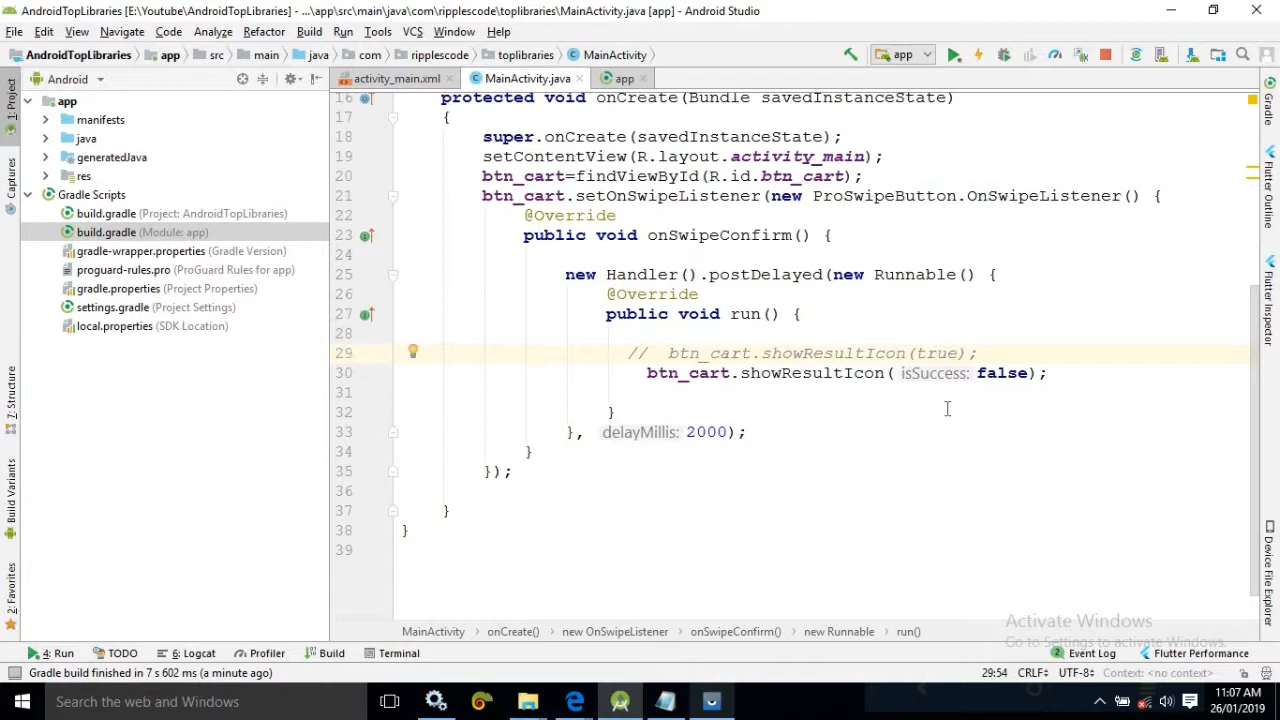 AndroidTopLibraries [E:\Youtube\AndroidTopLibraries] - ...\app\src\main\java\com\ripplescode\toplibraries\MainActivity.java [app] - Android Studio
File Edit View Navigate Code Analyze Refactor Build Run Tools VCS Window Help
AndroidTopLibraries app src main java com ripplescode toplibraries MainActivity app
Android activity_main.xml MainActivity.java app
1: Project
Captures
7: Structure
Build Variants
2: Favorites
app
manifests
java
generatedJava
res
Gradle Scripts
build.gradle (Project: AndroidTopLibraries)
build.gradle (Module: app)
gradle-wrapper.properties (Gradle Version)
proguard-rules.pro (ProGuard Rules for app)
gradle.properties (Project Properties)
settings.gradle (Project Settings)
local.properties (SDK Location)
16 protected void onCreate(Bundle savedInstanceState)
17 {
18 super.onCreate(savedInstanceState);
19 setContentView(R.layout.activity_main);
20 btn_cart=findViewById(R.id.btn_cart);
21 btn_cart.setOnSwipeListener(new ProSwipeButton.OnSwipeListener() {
22 @Override
23 public void onSwipeConfirm() {
24
25 new Handler().postDelayed(new Runnable() {
26 @Override
27 public void run() {
28
29 // btn_cart.showResultIcon(true);
30 btn_cart.showResultIcon( isSuccess: false);
31
32 }
33 }, delayMillis: 2000);
34 }
35 });
36
37 }
38 }
39
Gradle
Flutter Outline
Flutter Inspector
Device File Explorer
Activate Windows
Go to Settings to activate Windows.
MainActivity onCreate() new OnSwipeListener onSwipeConfirm() new Runnable run()
4: Run TODO 6: Logcat Profiler Build Terminal 2 Event Log Flutter Performance
Gradle build finished in 7 s 602 ms (a minute ago) 29:54 CRLF UTF-8 Context: <no context>
Search the web and Windows
11:07 AM
26/01/2019